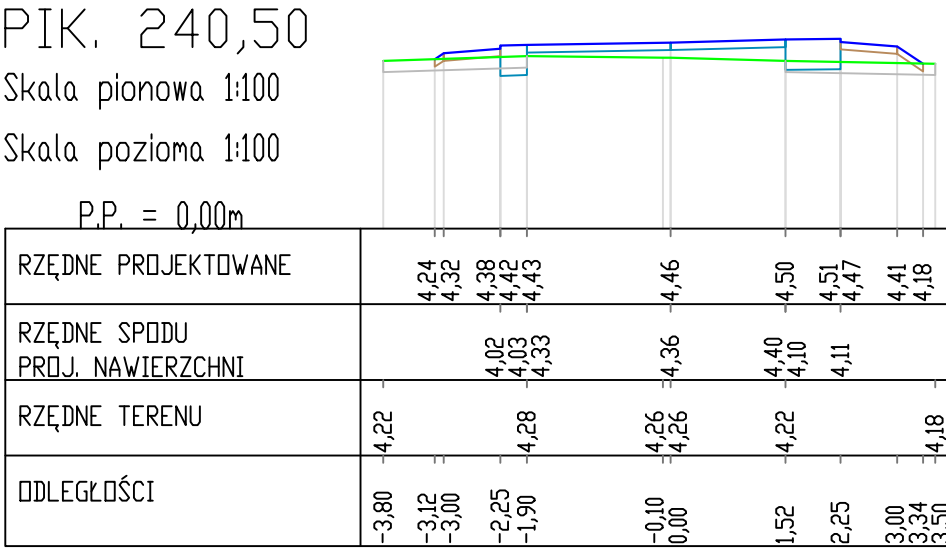 PIK. 240,50
Skala pionowa 1:100
Skala pozioma 1:100
P.P. = 0,00m
RZĘDNE PROJEKTOWANE
4,24 4,32 4,38 4,42 4,43 4,46 4,50 4,51 4,47 4,41 4,18
RZĘDNE SPODU
PROJ. NAWIERZCHNI
4,02 4,03 4,33 4,36 4,40 4,10 4,11
RZĘDNE TERENU
4,22 4,28 4,26 4,26 4,22 4,18
ODLEGŁOŚCI
-3,80 -3,12 -3,00 -2,25 -1,90 -0,10 0,00 1,52 2,25 3,00 3,34 3,50